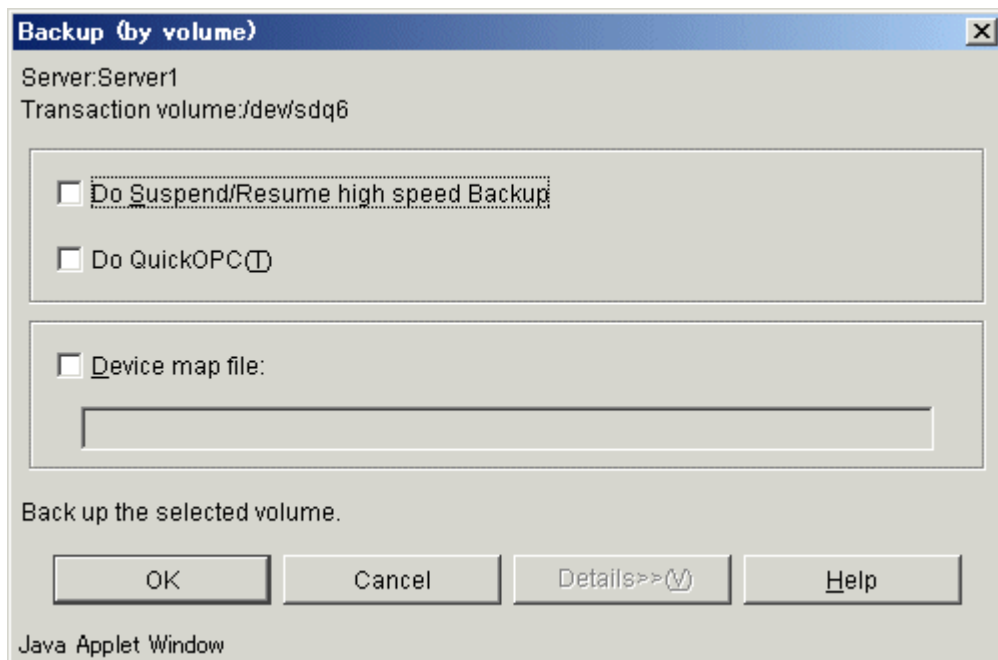 Backup (by volume)
Server:Server1
Transaction volume:/dev/sdq6
Do Suspend/Resume high speed Backup
Do QuickOPC(T)
Device map file:
Back up the selected volume.
OK
Cancel
Details>>(V)
Help
Java Applet Window